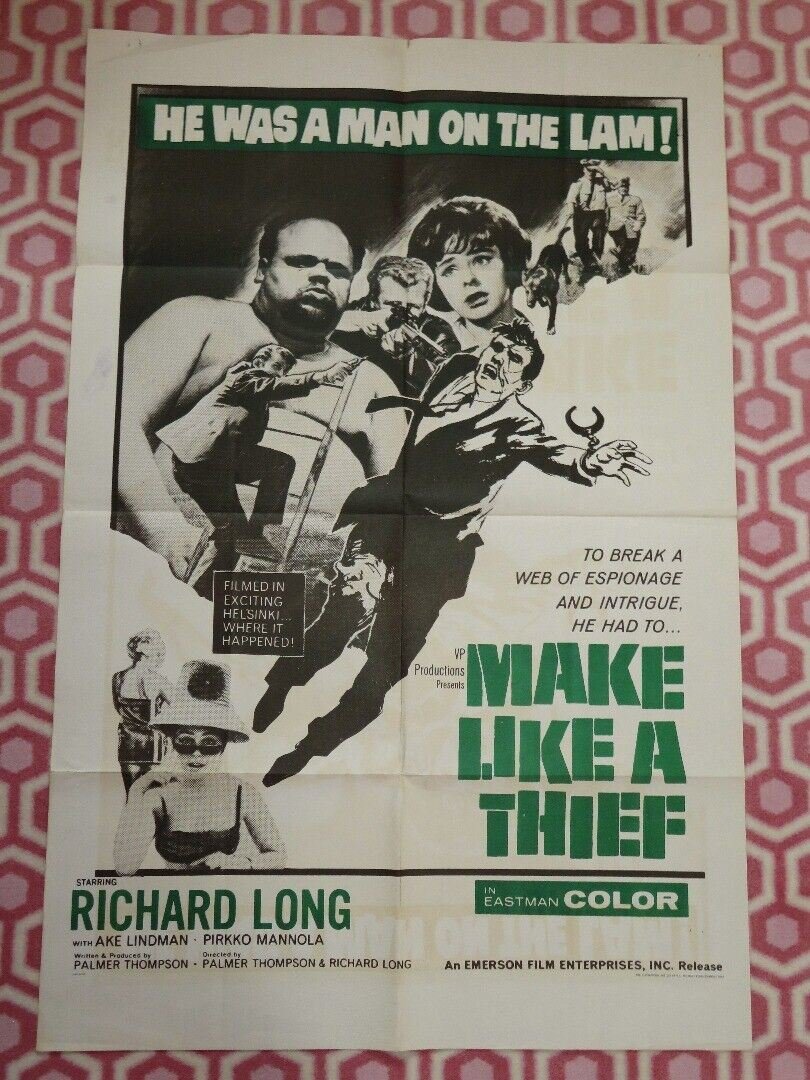 HE WAS A MAN ON THE LAM!
FILMED IN
EXCITING
HELSINKI...
WHERE IT
HAPPENED!
TO BREAK A
WEB OF ESPIONAGE
AND INTRIGUE,
HE HAD TO...
VP
Productions
Presents
MAKE
LIKE A
THIEF
STARRING
RICHARD LONG
WITH AKE LINDMAN · PIRKKO MANNOLA
Written & Produced by
PALMER THOMPSON ·
Directed by
PALMER THOMPSON & RICHARD LONG
IN
EASTMAN COLOR
An EMERSON FILM ENTERPRISES, INC. Release